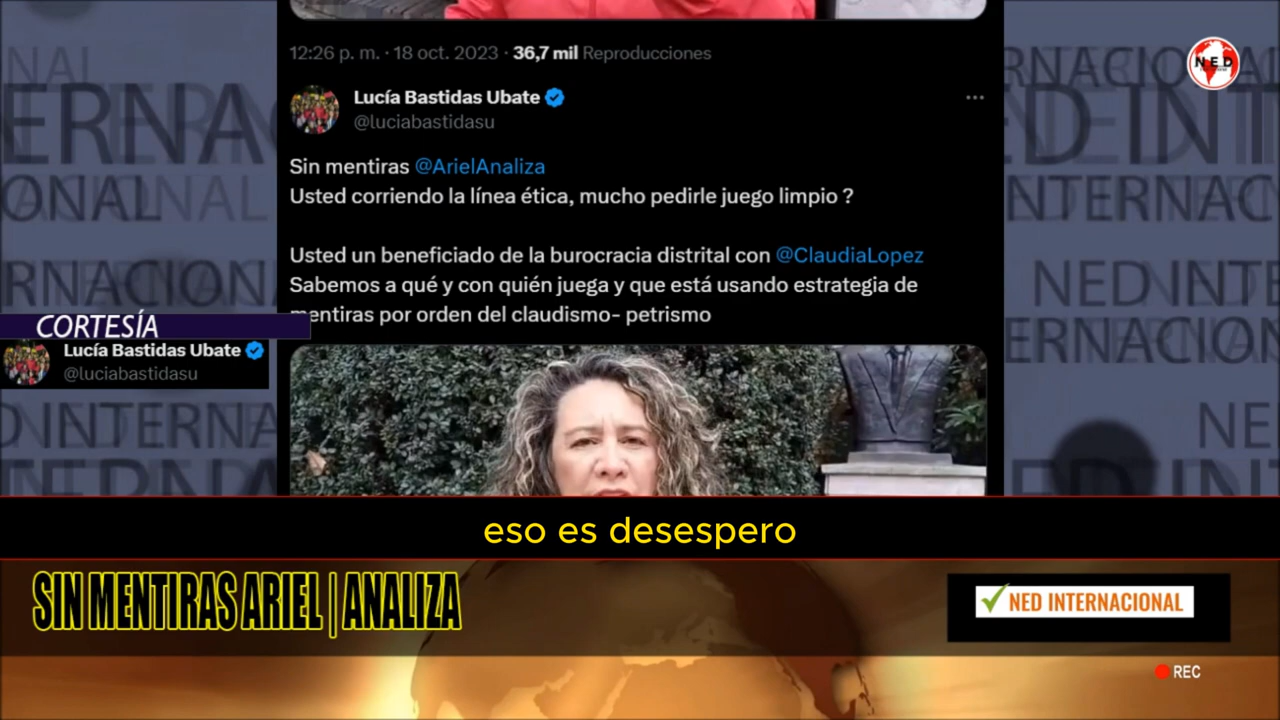 12:26 p. m. · 18 oct. 2023 · 36,7 mil Reproducciones
NED
Lucía Bastidas Ubate
@luciabastidasu
Sin mentiras @ArielAnaliza
Usted corriendo la línea ética, mucho pedirle juego limpio ?
Usted un beneficiado de la burocracia distrital con @ClaudiaLopez
Sabemos a qué y con quién juega y que está usando estrategia de
mentiras por orden del claudismo- petrismo
CORTESÍA
Lucía Bastidas Ubate
@luciabastidasu
eso es desespero
SIN MENTIRAS ARIEL | ANALIZA
NED INTERNACIONAL
REC